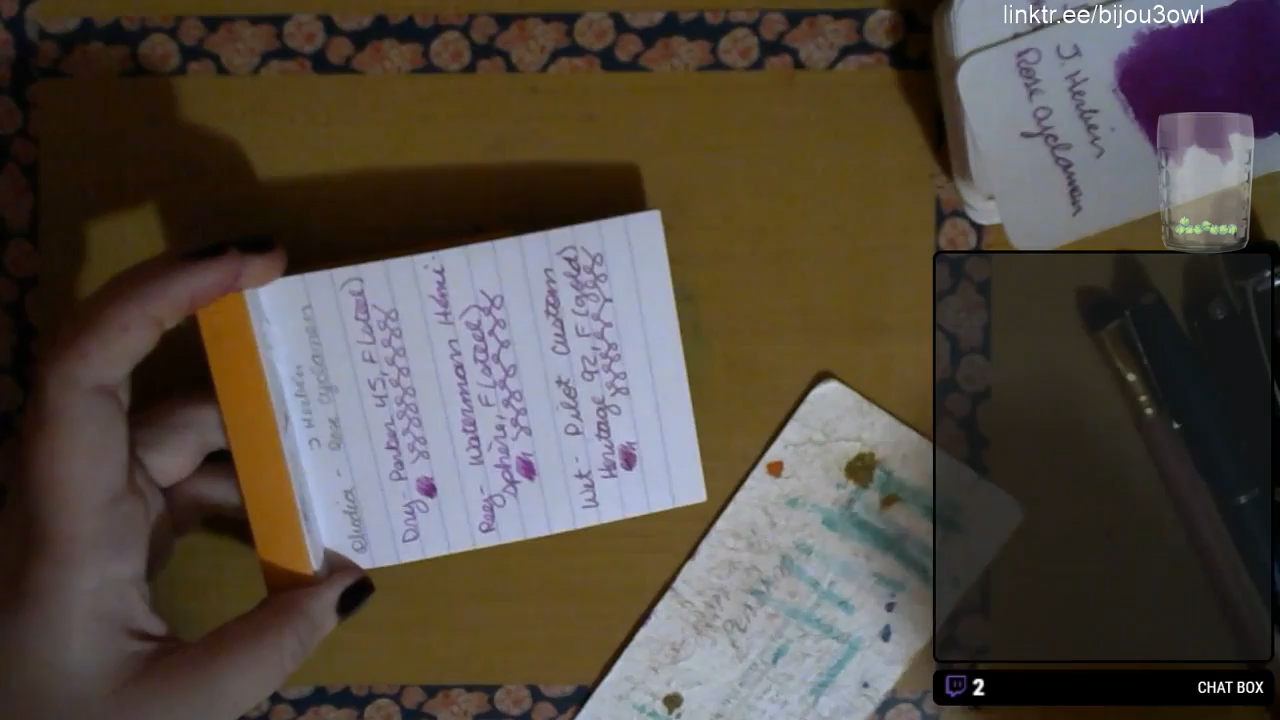 linktr.ee/bijou3owl
J. Herbin
Rose Cyclamen
J Herbin
Rhodia - Rose Cyclamen
Dry - Parker 45, F (steel)
Reg - Waterman Hémi-
sphère, F (steel)
Wet - Pilot Custom
Heritage 92, F (gold)
2
CHAT BOX